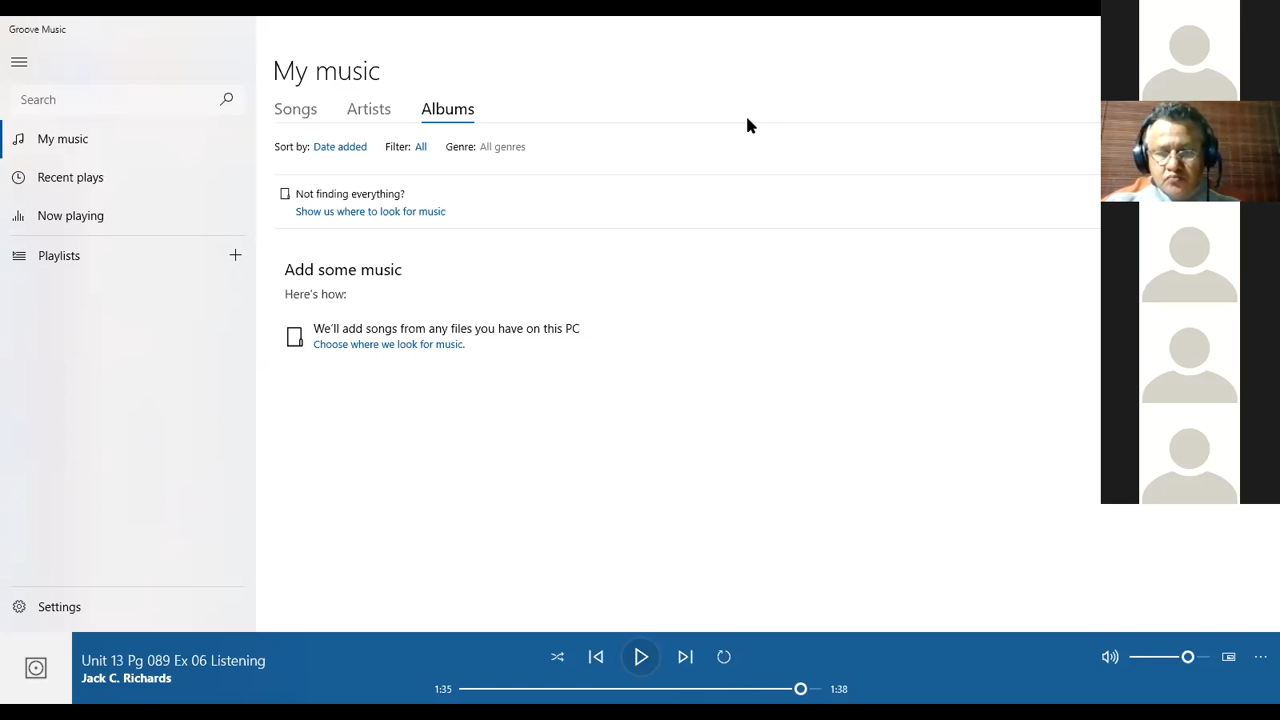 Groove Music
Search
My music
Recent plays
Now playing
Playlists
Settings
My music
Songs Artists Albums
Sort by: Date added Filter: All Genre: All genres
Not finding everything?
Show us where to look for music
Add some music
Here's how:
We'll add songs from any files you have on this PC
Choose where we look for music.
Unit 13 Pg 089 Ex 06 Listening
Jack C. Richards
1:35 1:38